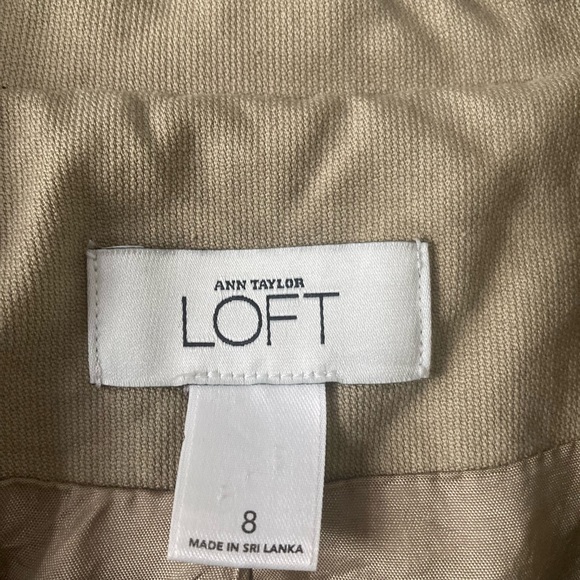 ANN TAYLOR
LOFT
8
MADE IN SRI LANKA